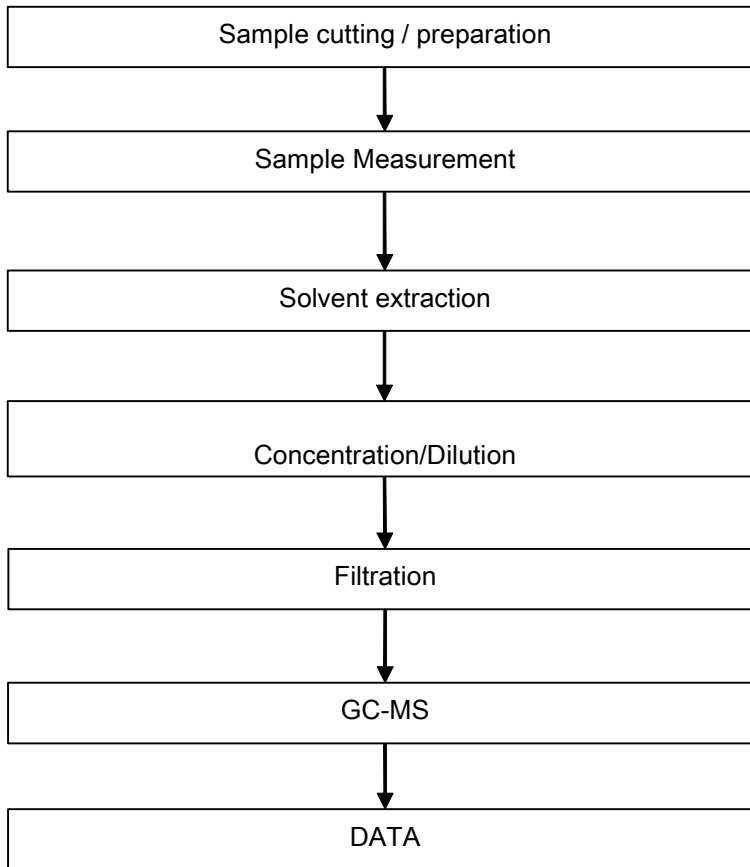 Sample cutting / preparation
Sample Measurement
Solvent extraction
Concentration/Dilution
Filtration
GC-MS
DATA